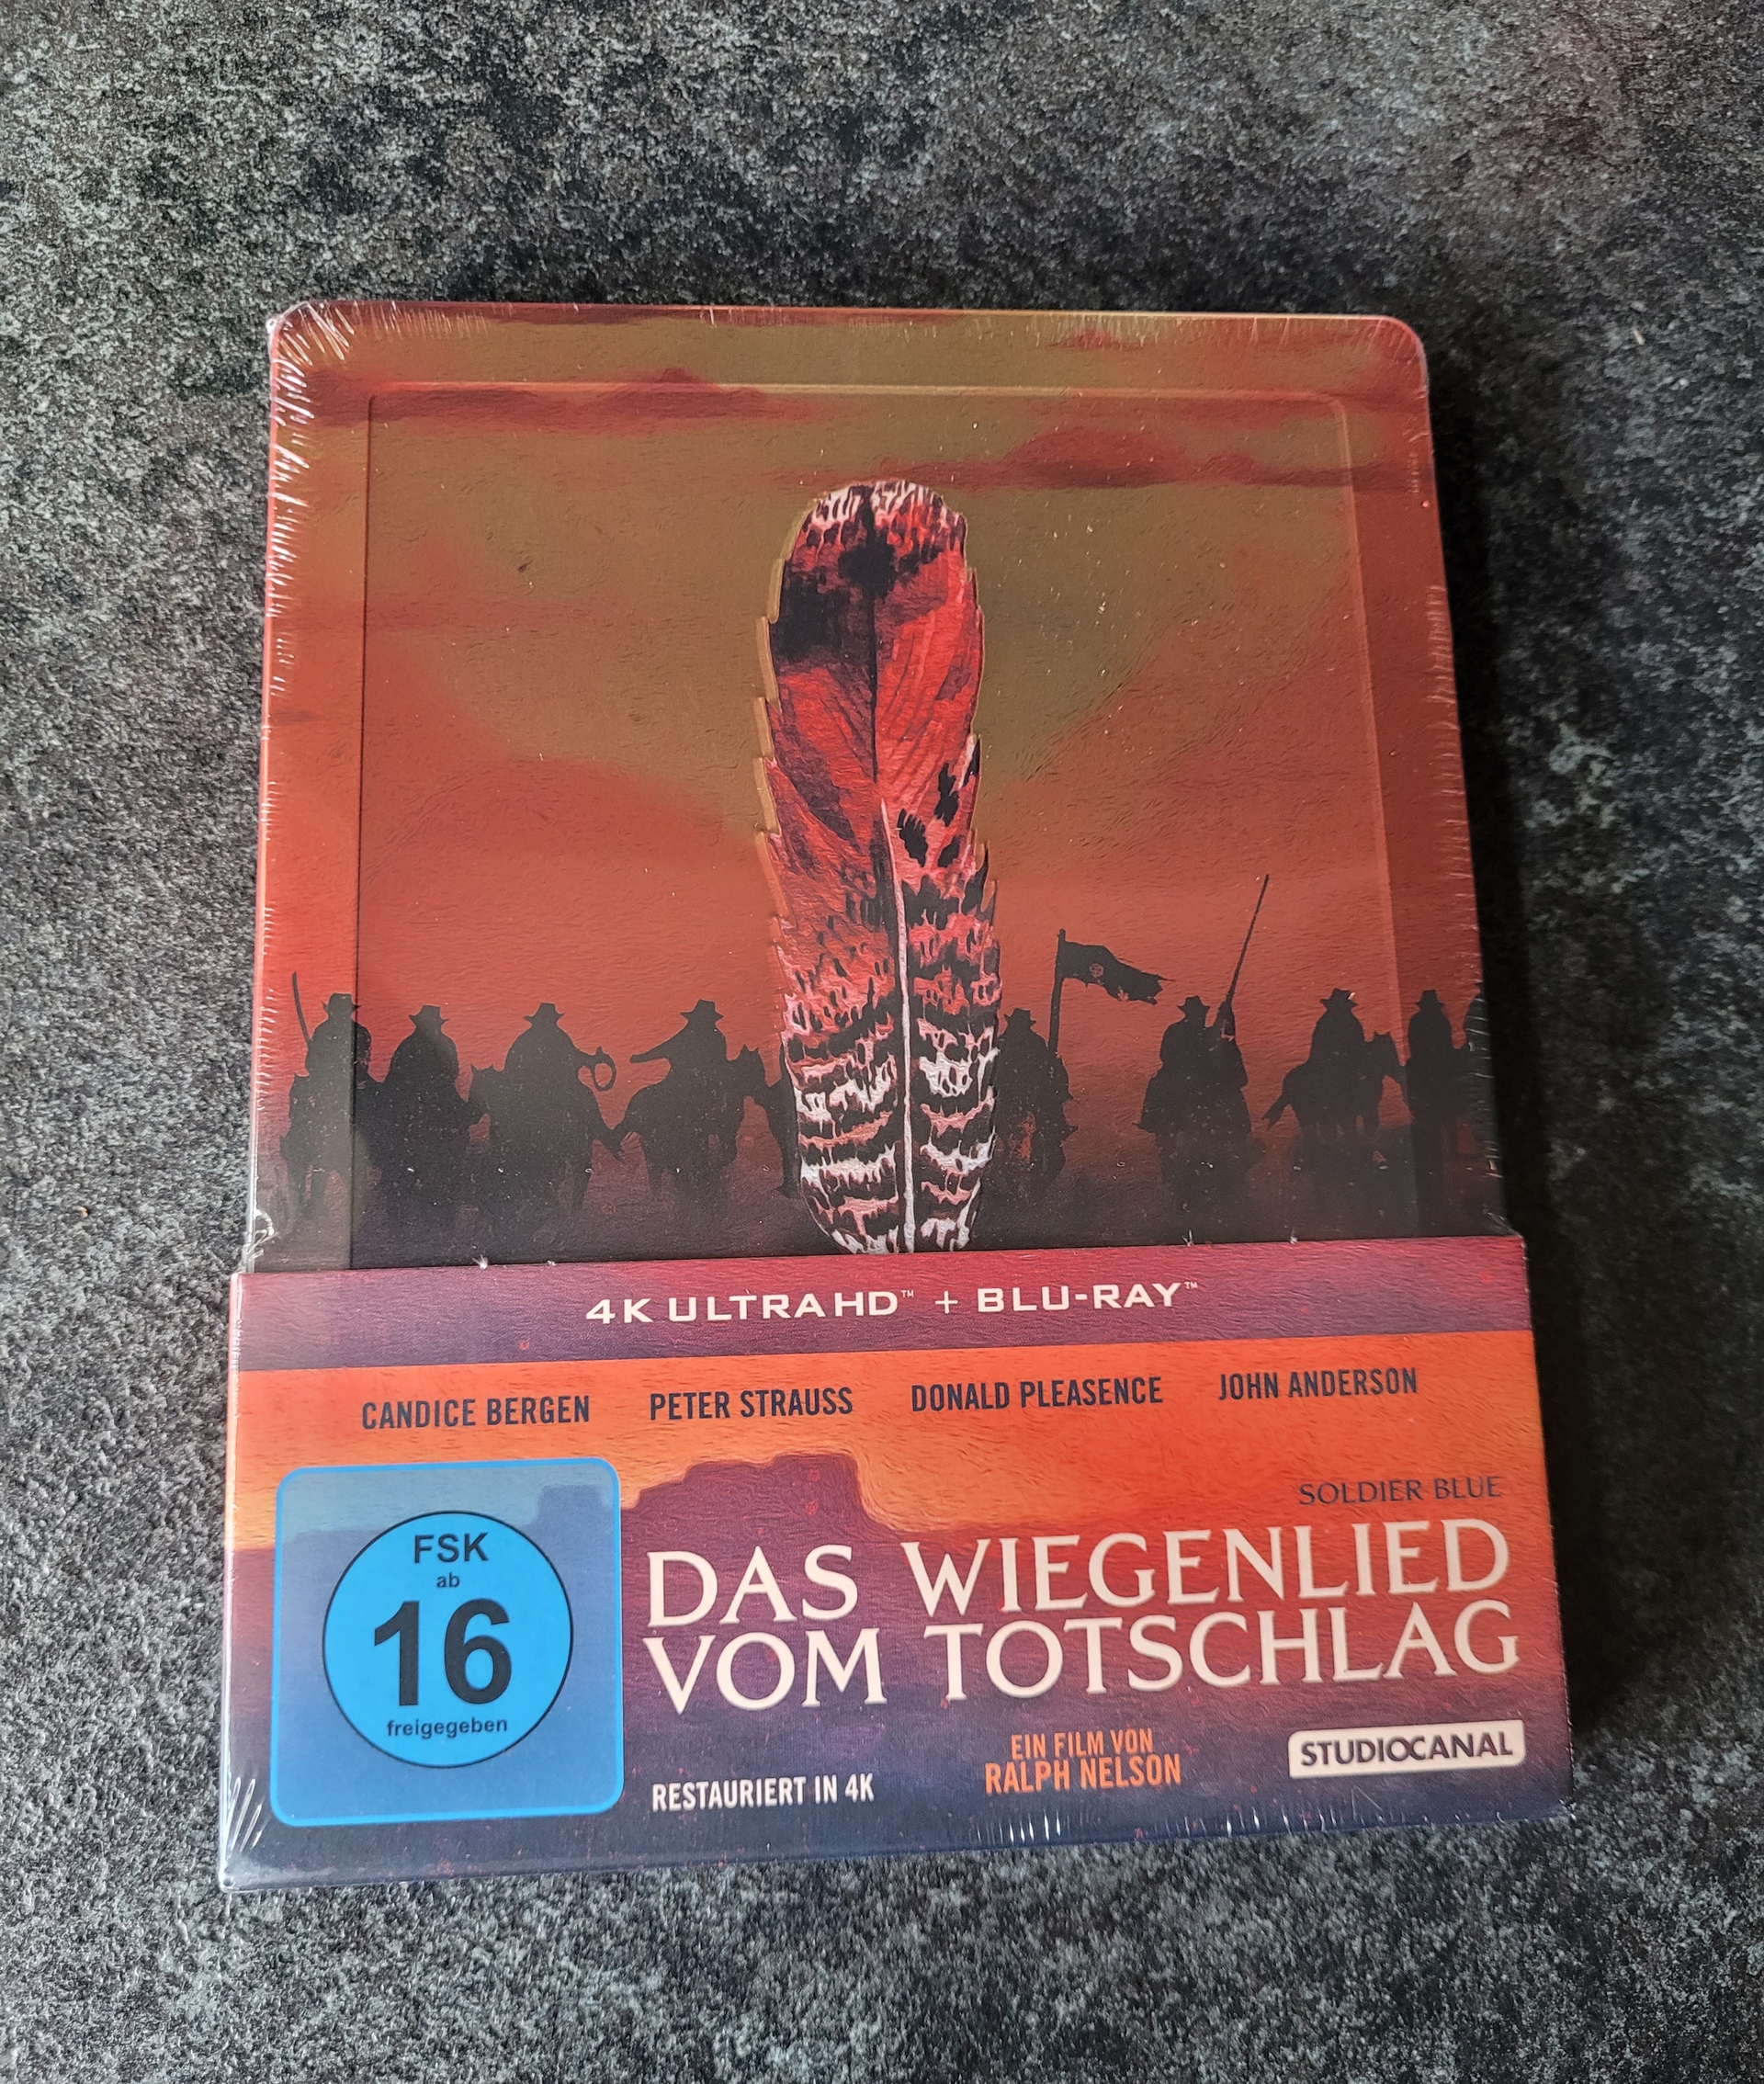 4K ULTRA HD™ + BLU-RAY™
CANDICE BERGEN PETER STRAUSS DONALD PLEASENCE JOHN ANDERSON
SOLDIER BLUE
DAS WIEGENLIED
VOM TOTSCHLAG
FSK
ab
16
freigegeben
RESTAURIERT IN 4K
EIN FILM VON
RALPH NELSON
STUDIOCANAL